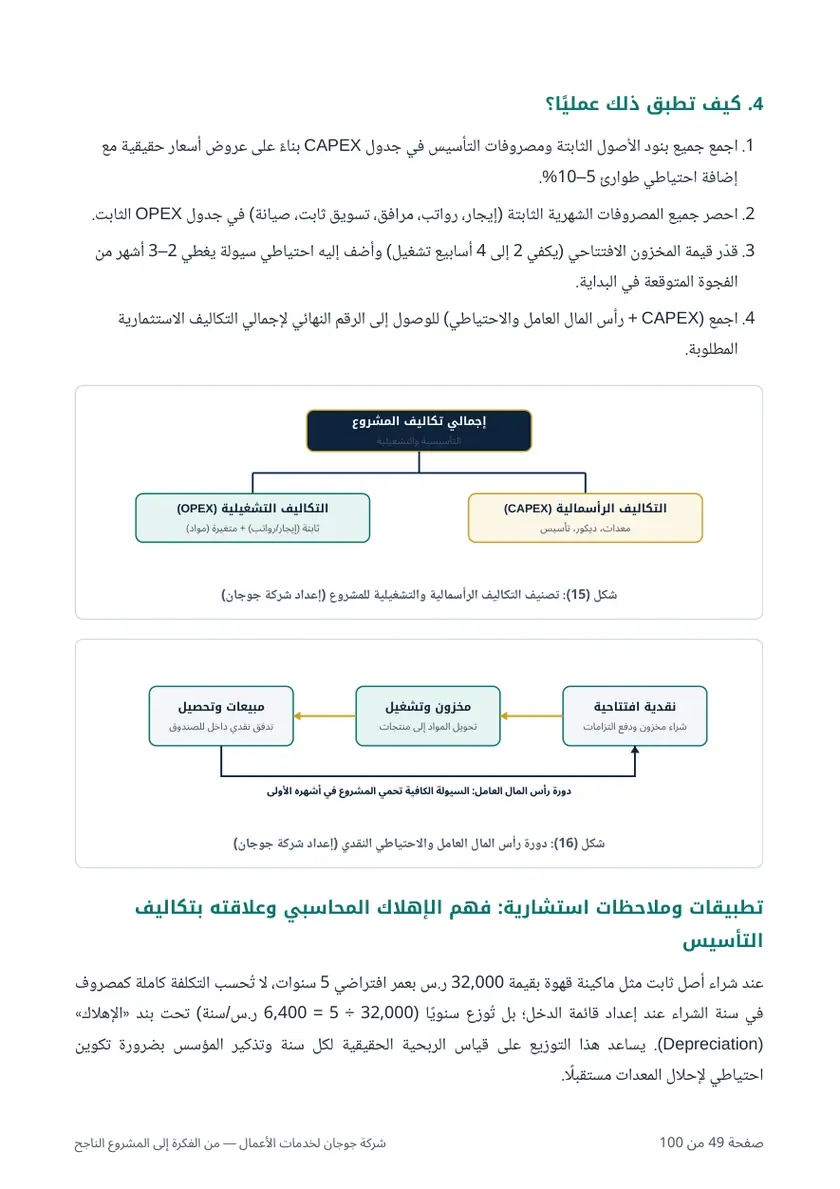 4. كيف تطبق ذلك عمليًا؟
1. اجمع جميع بنود الأصول الثابتة ومصروفات التأسيس في جدول CAPEX بناءً على عروض أسعار حقيقية مع
إضافة احتياطي طوارئ 5–10%.
2. احصر جميع المصروفات الشهرية الثابتة (إيجار، رواتب، مرافق، تسويق ثابت، صيانة) في جدول OPEX الثابت.
3. قدّر قيمة المخزون الافتتاحي (يكفي 2 إلى 4 أسابيع تشغيل) وأضف إليه احتياطي سيولة يغطي 2–3 أشهر من
الفجوة المتوقعة في البداية.
4. اجمع (CAPEX + رأس المال العامل والاحتياطي) للوصول إلى الرقم النهائي لإجمالي التكاليف الاستثمارية
المطلوبة.
إجمالي تكاليف المشروع
التأسيسية والتشغيلية
التكاليف الرأسمالية (CAPEX)
معدات، ديكور، تأسيس
التكاليف التشغيلية (OPEX)
ثابتة (إيجار/رواتب) + متغيرة (مواد)
شكل (15): تصنيف التكاليف الرأسمالية والتشغيلية للمشروع (إعداد شركة جوجان)
نقدية افتتاحية
شراء مخزون ودفع التزامات
مخزون وتشغيل
تحويل المواد إلى منتجات
مبيعات وتحصيل
تدفق نقدي داخل للصندوق
دورة رأس المال العامل: السيولة الكافية تحمي المشروع في أشهره الأولى
شكل (16): دورة رأس المال العامل والاحتياطي النقدي (إعداد شركة جوجان)
تطبيقات وملاحظات استشارية: فهم الإهلاك المحاسبي وعلاقته بتكاليف
التأسيس
عند شراء أصل ثابت مثل ماكينة قهوة بقيمة 32,000 ر.س بعمر افتراضي 5 سنوات، لا تُحسب التكلفة كاملة كمصروف
في سنة الشراء عند إعداد قائمة الدخل؛ بل تُوزع سنويًا (32,000 ÷ 5 = 6,400 ر.س/سنة) تحت بند «الإهلاك»
(Depreciation). يساعد هذا التوزيع على قياس الربحية الحقيقية لكل سنة وتذكير المؤسس بضرورة تكوين
احتياطي لإحلال المعدات مستقبلًا.
صفحة 49 من 100
شركة جوجان لخدمات الأعمال — من الفكرة إلى المشروع الناجح